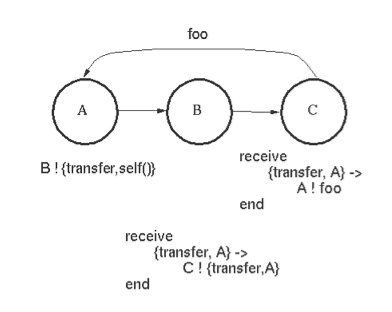 foo
A
B
C
B ! {transfer,self()}
receive
{transfer, A} ->
A ! foo
end
receive
{transfer, A} ->
C ! {transfer,A}
end